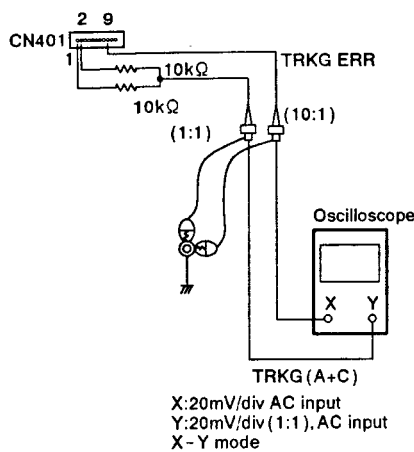 2 9
CN401
1
TRKG ERR
10kΩ
10kΩ
(1:1)
(10:1)
Oscilloscope
X Y
TRKG (A+C)
X:20mV/div AC input
Y:20mV/div (1:1), AC input
X-Y mode